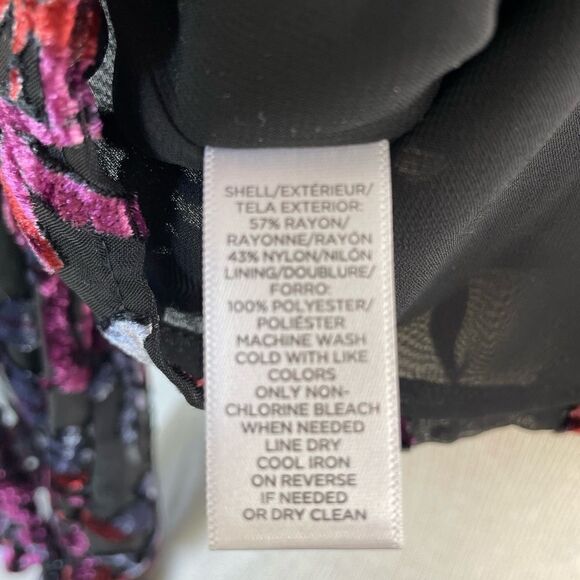 SHELL/EXTÉRIEUR/
TELA EXTERIOR:
57% RAYON/
RAYONNE/RAYÓN
43% NYLON/NILÓN
LINING/DOUBLURE/
FORRO:
100% POLYESTER/
POLIÉSTER
MACHINE WASH
COLD WITH LIKE
COLORS
ONLY NON-
CHLORINE BLEACH
WHEN NEEDED
LINE DRY
COOL IRON
ON REVERSE
IF NEEDED
OR DRY CLEAN